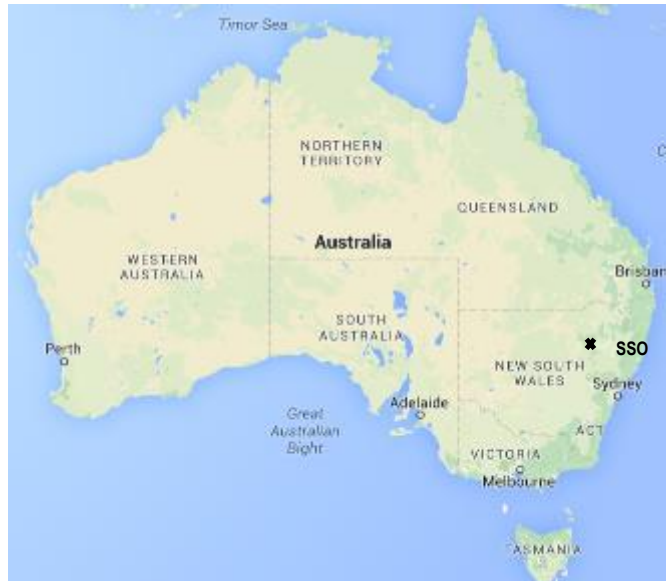 Timor Sea
NORTHERN
TERRITORY
QUEENSLAND
Australia
WESTERN
AUSTRALIA
Brisban
SOUTH
AUSTRALIA
Perth
SSO
NEW SOUTH
WALES
Sydney
Adelaide
Great
Australian
Bight
ACT
VICTORIA
Melbourne
TASMANIA